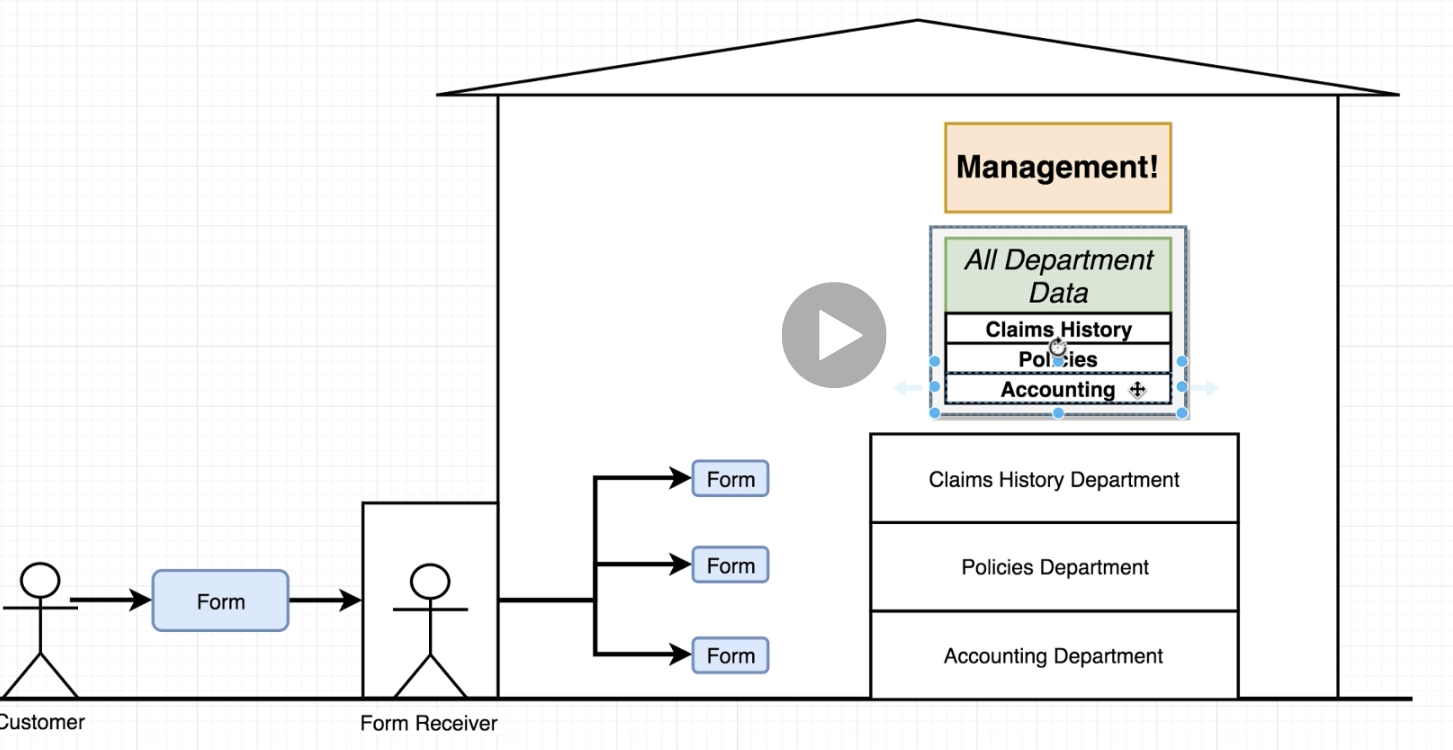 Management!
All Department
Data
Claims History
Policies
Accounting
Claims History Department
Policies Department
Accounting Department
Form
Form
Form
Form
Customer
Form Receiver